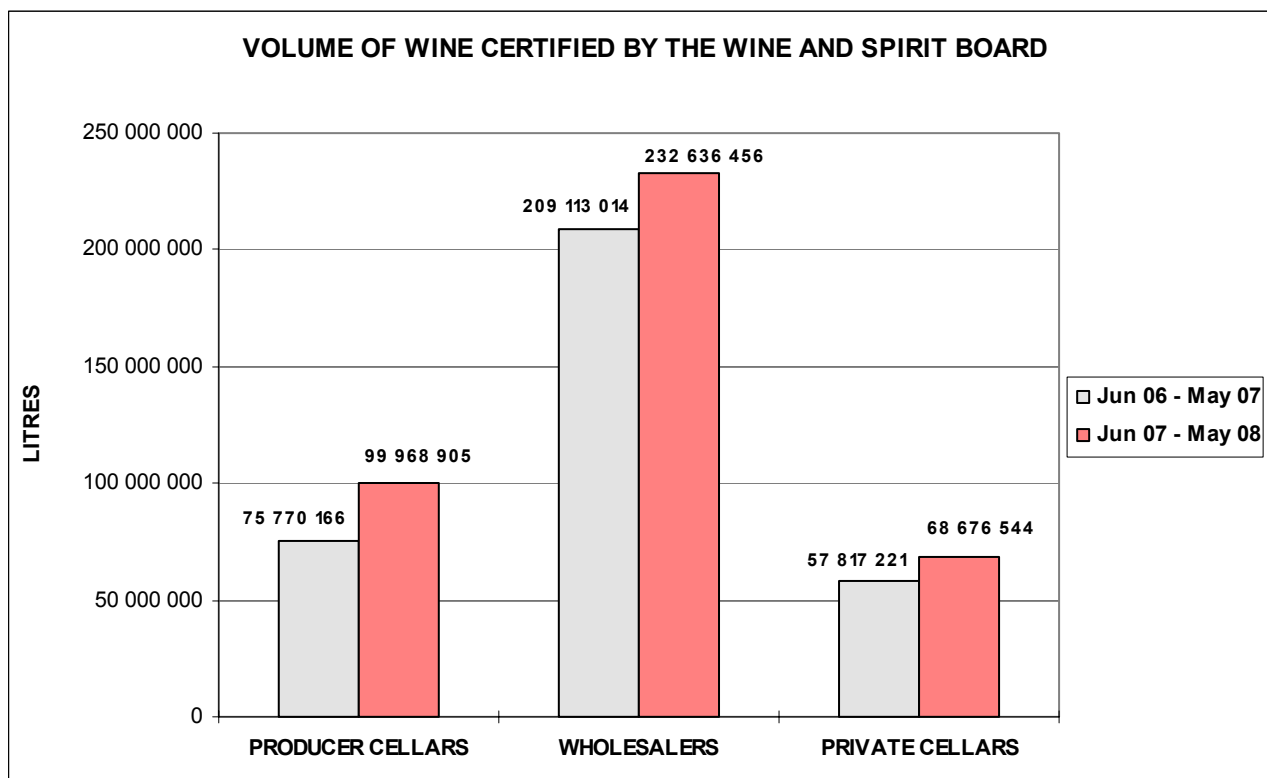 VOLUME OF WINE CERTIFIED BY THE WINE AND SPIRIT BOARD
250 000 000
200 000 000
150 000 000
100 000 000
50 000 000
0
LITRES
75 770 166
99 968 905
209 113 014
232 636 456
57 817 221
68 676 544
PRODUCER CELLARS
WHOLESALERS
PRIVATE CELLARS
Jun 06 - May 07
Jun 07 - May 08